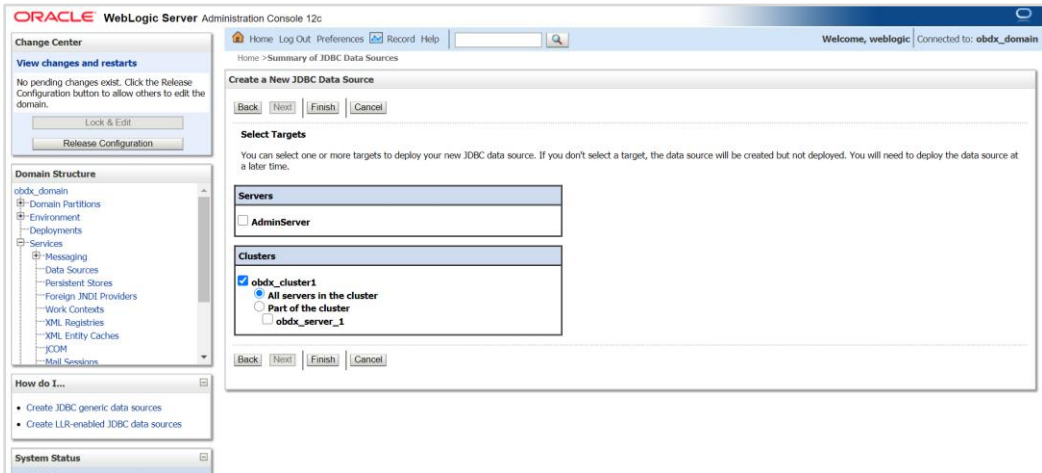 ORACLE WebLogic Server Administration Console 12c
Change Center
View changes and restarts
No pending changes exist. Click the Release
Configuration button to allow others to edit the
domain.
Lock & Edit
Release Configuration
Domain Structure
obdx_domain
Domain Partitions
Environment
Deployments
Services
Messaging
Data Sources
Persistent Stores
Foreign JNDI Providers
Work Contexts
XML Registries
XML Entity Caches
jCOM
Mail Sessions
How do I...
Create JDBC generic data sources
Create LLR-enabled JDBC data sources
System Status
Home Log Out Preferences Record Help
Welcome, weblogic Connected to: obdx_domain
Home >Summary of JDBC Data Sources
Create a New JDBC Data Source
Back Next Finish Cancel
Select Targets
You can select one or more targets to deploy your new JDBC data source. If you don't select a target, the data source will be created but not deployed. You will need to deploy the data source at
a later time.
Servers
AdminServer
Clusters
obdx_cluster1
All servers in the cluster
Part of the cluster
obdx_server_1
Back Next Finish Cancel